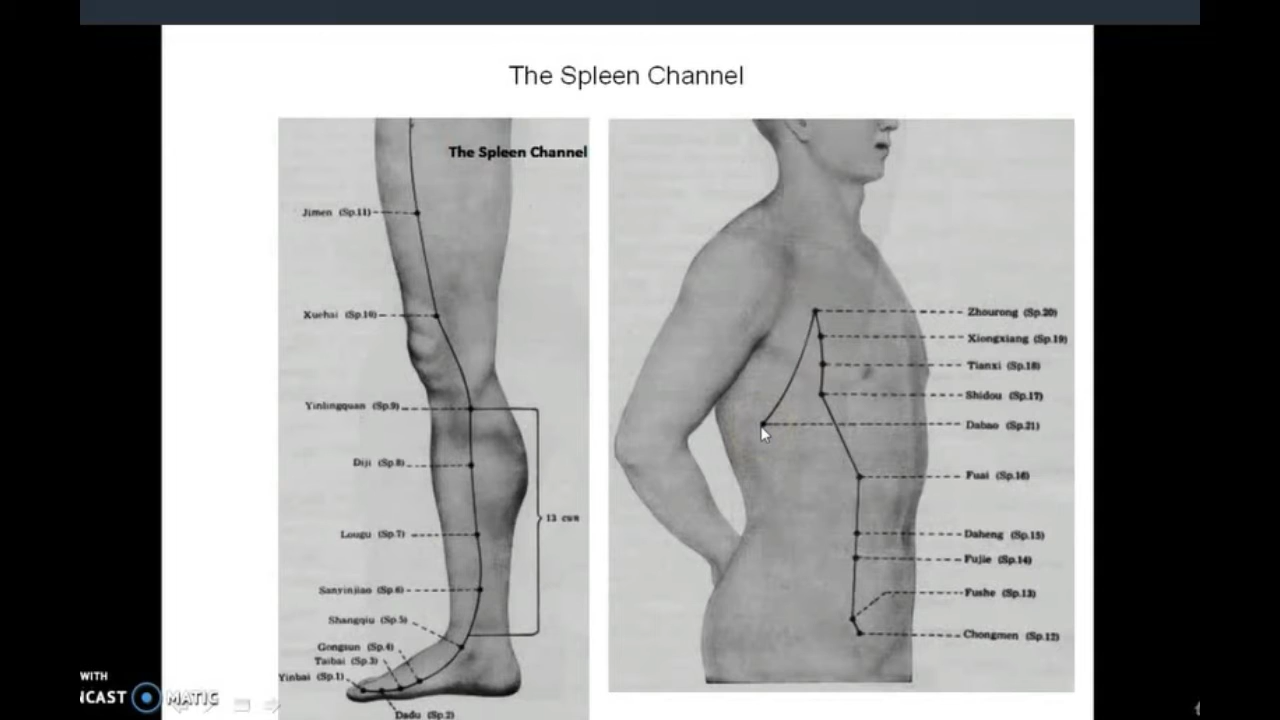 The Spleen Channel
The Spleen Channel
Jimen (Sp.11)
Xuehai (Sp.10)
Yinlingquan (Sp.9)
Diji (Sp.8)
13 cun
Lougu (Sp.7)
Sanyinjiao (Sp.6)
Shangqiu (Sp.5)
Gongsun (Sp.4)
Taibai (Sp.3)
Yinbai (Sp.1)
Dadu (Sp.2)
Zhourong (Sp.20)
Xiongxiang (Sp.19)
Tianxi (Sp.18)
Shidou (Sp.17)
Dabao (Sp.21)
Fuai (Sp.16)
Daheng (Sp.15)
Fujie (Sp.14)
Fushe (Sp.13)
Chongmen (Sp.12)
WITH
NCAST MATIC